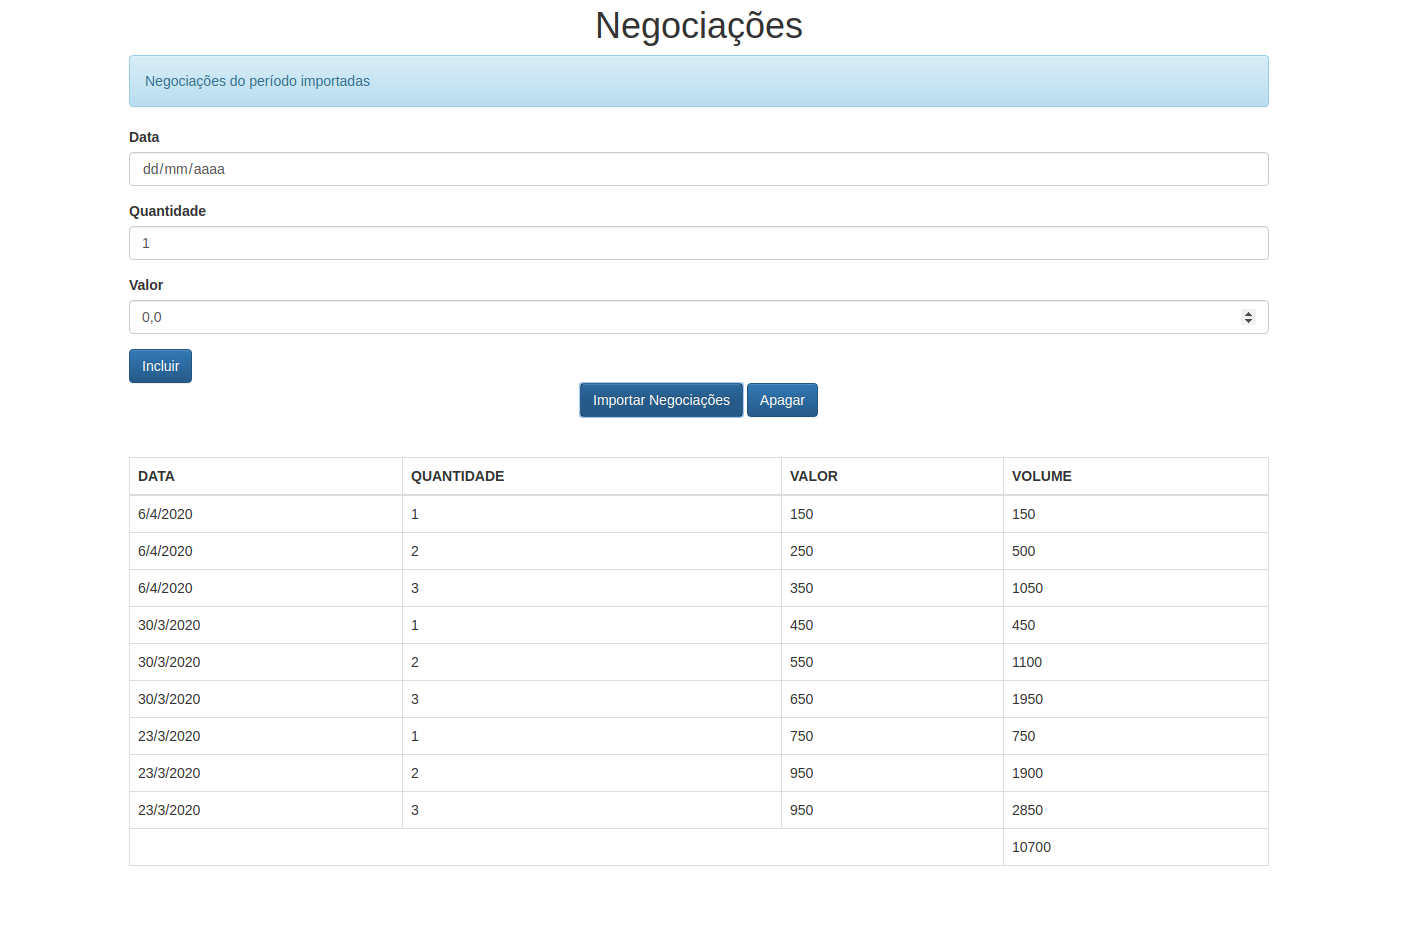 Negociações
Negociações do período importadas
Data
dd/mm/aaaa
Quantidade
1
Valor
0,0
Incluir
Importar Negociações Apagar
DATA QUANTIDADE VALOR VOLUME
6/4/2020 1 150 150
6/4/2020 2 250 500
6/4/2020 3 350 1050
30/3/2020 1 450 450
30/3/2020 2 550 1100
30/3/2020 3 650 1950
23/3/2020 1 750 750
23/3/2020 2 950 1900
23/3/2020 3 950 2850
10700